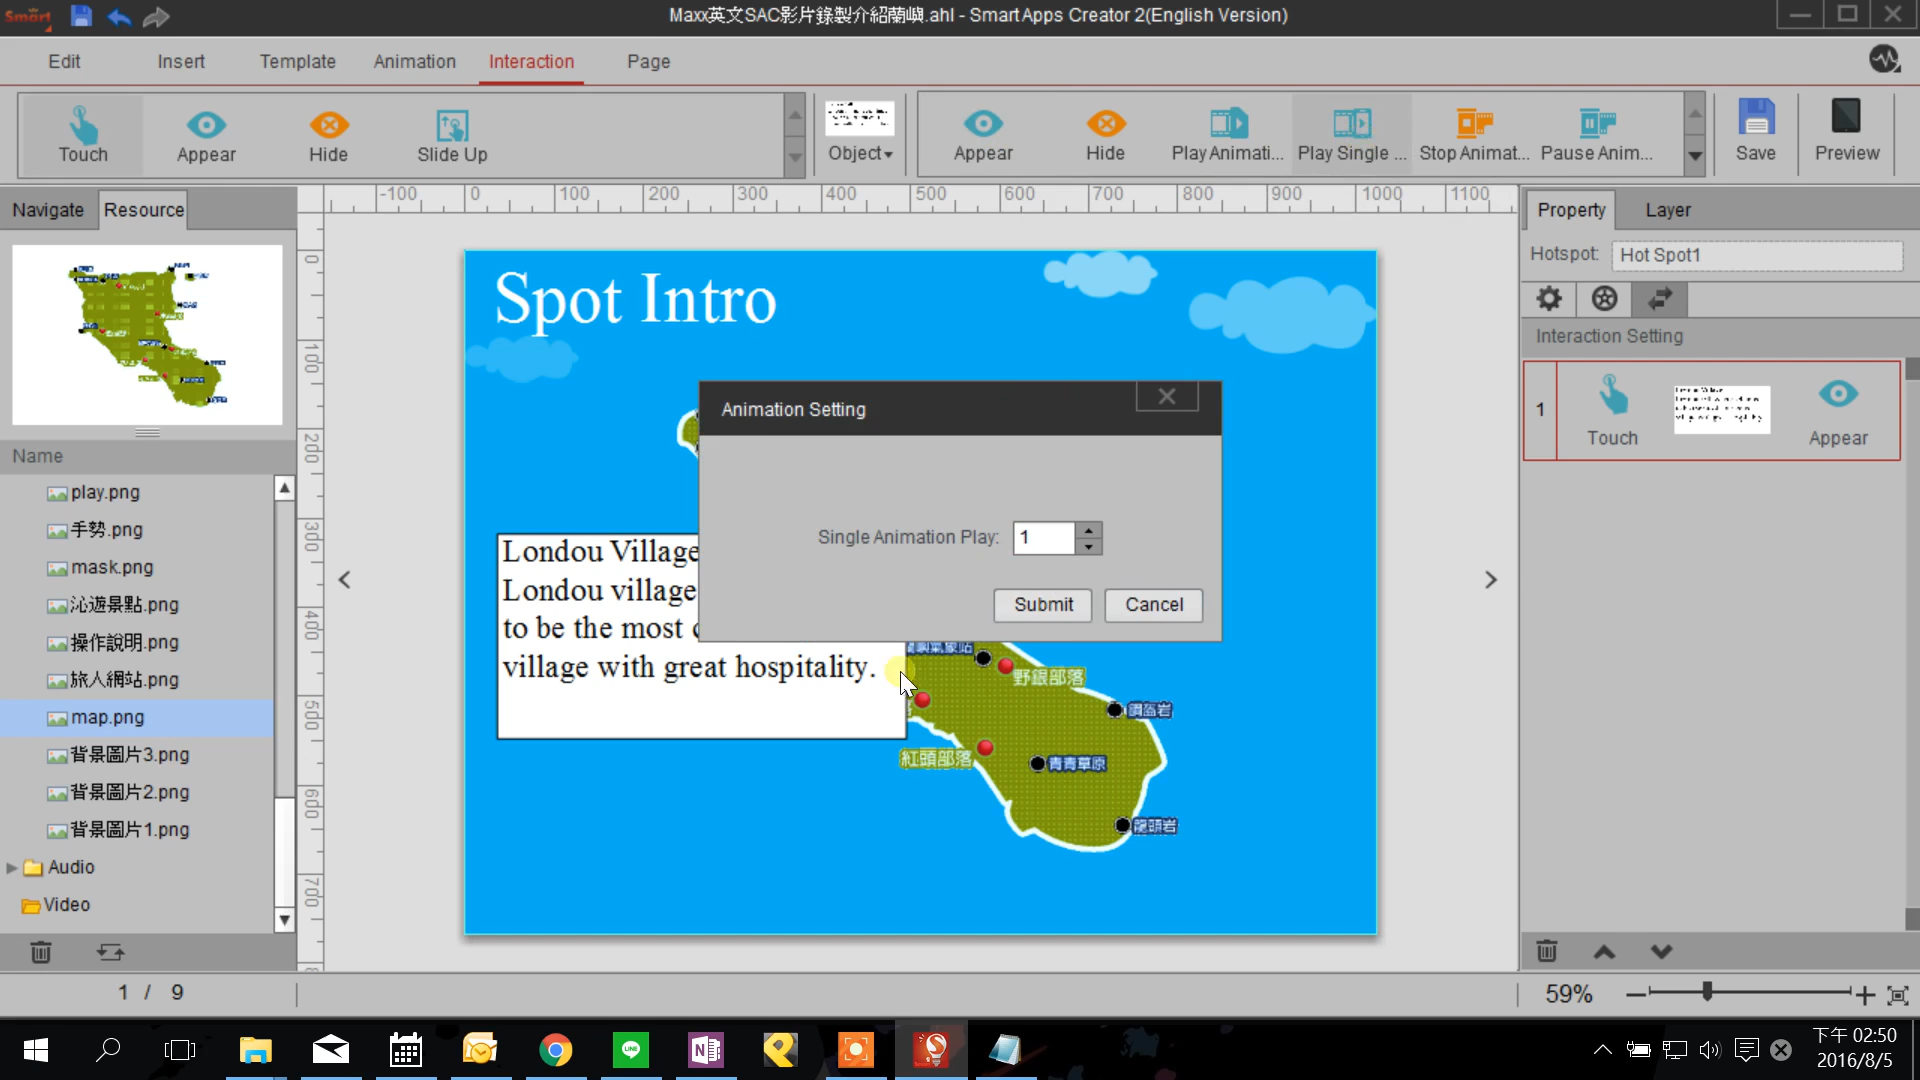 Smart
Maxx英文SAC影片錄製介紹蘭嶼.ahl - Smart Apps Creator 2(English Version)
Edit
Insert
Template
Animation
Interaction
Page
Touch
Appear
Hide
Slide Up
Object
Appear
Hide
Play Animati...
Play Single ...
Stop Animat...
Pause Anim...
Save
Preview
Navigate
Resource
-100 0 100 200 300 400 500 600 700 800 900 1000 1100
0
100
200
300
400
500
600
700
Property
Layer
Hotspot:
Hot Spot1
Interaction Setting
1
Touch
Appear
Name
play.png
手勢.png
mask.png
沁遊景點.png
操作說明.png
旅人網站.png
map.png
背景圖片3.png
背景圖片2.png
背景圖片1.png
Audio
Video
Spot Intro
Londou Village
Londou village
to be the most
village with great hospitality.
Animation Setting
Single Animation Play:
1
Submit
Cancel
野銀部落
鋼盔岩
紅頭部落
青青草原
龍頭岩
1 / 9
59%
LINE
下午 02:50
2016/8/5